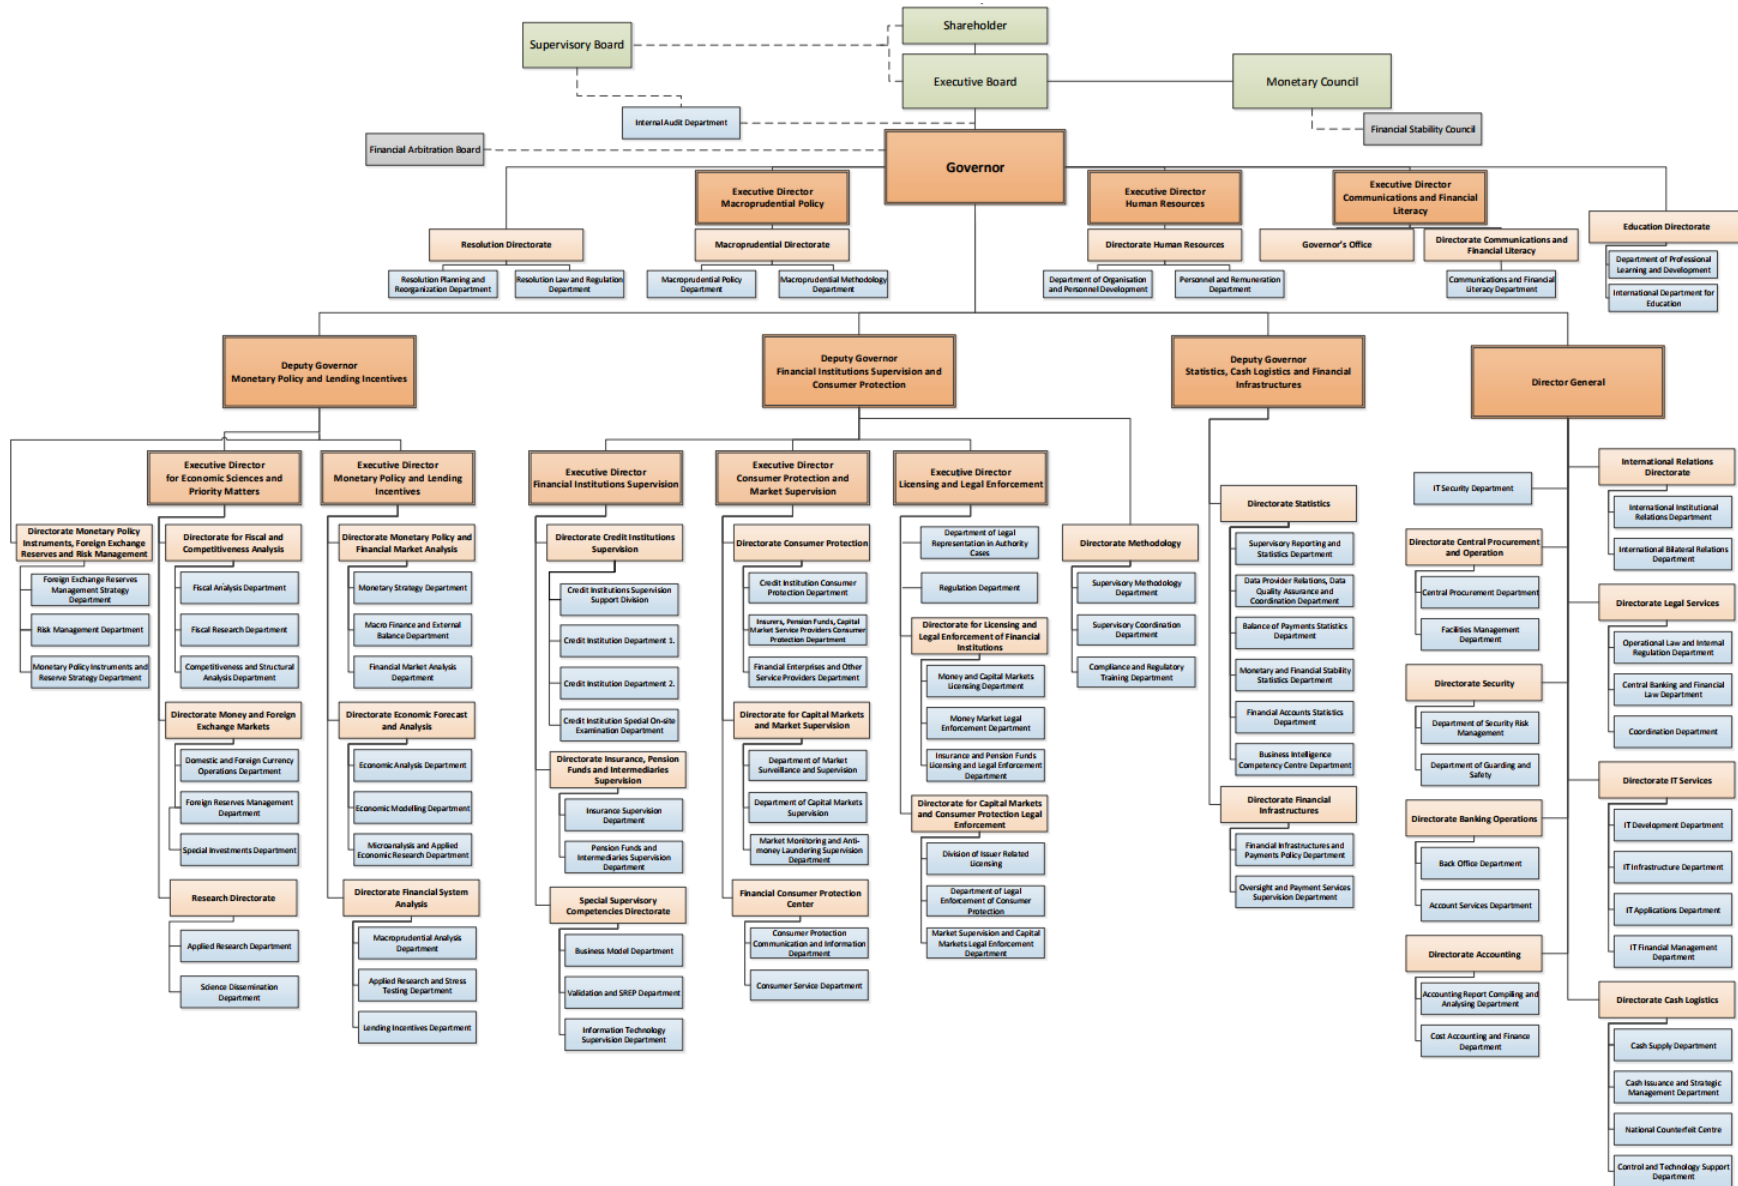 Shareholder
Supervisory Board
Executive Board
Monetary Council
Internal Audit Department
Financial Stability Council
Financial Arbitration Board
Governor
Executive Director
Macroprudential Policy
Executive Director
Human Resources
Executive Director
Communications and Financial
Literacy
Resolution Directorate
Macroprudential Directorate
Directorate Human Resources
Governor's Office
Directorate Communications and
Financial Literacy
Education Directorate
Resolution Planning and
Reorganization Department
Resolution Law and Regulation
Department
Macroprudential Policy
Department
Macroprudential Methodology
Department
Department of Organisation
and Personnel Development
Personnel and Remuneration
Department
Communications and Financial
Literacy Department
Department of Professional
Learning and Development
International Department for
Education
Deputy Governor
Monetary Policy and Lending Incentives
Deputy Governor
Financial Institutions Supervision and
Consumer Protection
Deputy Governor
Statistics, Cash Logistics and Financial
Infrastructures
Director General
Directorate Monetary Policy
Instruments, Foreign Exchange
Reserves and Risk Management
Foreign Exchange Reserves
Management Strategy
Department
Risk Management Department
Monetary Policy Instruments and
Reserve Strategy Department
Executive Director
for Economic Sciences and
Priority Matters
Directorate for Fiscal and
Competitiveness Analysis
Fiscal Analysis Department
Fiscal Research Department
Competitiveness and Structural
Analysis Department
Directorate Money and Foreign
Exchange Markets
Domestic and Foreign Currency
Operations Department
Foreign Reserves Management
Department
Special Investments Department
Research Directorate
Applied Research Department
Science Dissemination
Department
Executive Director
Monetary Policy and Lending
Incentives
Directorate Monetary Policy and
Financial Market Analysis
Monetary Strategy Department
Macro Finance and External
Balance Department
Financial Market Analysis
Department
Directorate Economic Forecast
and Analysis
Economic Analysis Department
Economic Modelling Department
Microanalysis and Applied
Economic Research Department
Directorate Financial System
Analysis
Macroprudential Analysis
Department
Applied Research and Stress
Testing Department
Lending Incentives Department
Executive Director
Financial Institutions Supervision
Directorate Credit Institutions
Supervision
Credit Institutions Supervision
Support Division
Credit Institution Department 1.
Credit Institution Department 2.
Credit Institution Special On-site
Examination Department
Directorate Insurance, Pension
Funds and Intermediaries
Supervision
Insurance Supervision
Department
Pension Funds and
Intermediaries Supervision
Department
Special Supervisory
Competencies Directorate
Business Model Department
Validation and SREP Department
Information Technology
Supervision Department
Executive Director
Consumer Protection and
Market Supervision
Directorate Consumer Protection
Credit Institution Consumer
Protection Department
Insurers, Pension Funds, Capital
Market Service Providers Consumer
Protection Department
Financial Enterprises and Other
Service Providers Department
Directorate for Capital Markets
and Market Supervision
Department of Market
Surveillance and Supervision
Department of Capital Markets
Supervision
Market Monitoring and Anti-
money Laundering Supervision
Department
Financial Consumer Protection
Center
Consumer Protection
Communication and Information
Department
Consumer Service Department
Executive Director
Licensing and Legal Enforcement
Department of Legal
Representation in Authority
Cases
Regulation Department
Directorate for Licensing and
Legal Enforcement of Financial
Institutions
Money and Capital Markets
Licensing Department
Money Market Legal
Enforcement Department
Insurance and Pension Funds
Licensing and Legal Enforcement
Department
Directorate for Capital Markets
and Consumer Protection Legal
Enforcement
Division of Issuer Related
Licensing
Department of Legal
Enforcement of Consumer
Protection
Market Supervision and Capital
Markets Legal Enforcement
Department
Directorate Methodology
Supervisory Methodology
Department
Supervisory Coordination
Department
Compliance and Regulatory
Training Department
Directorate Statistics
Supervisory Reporting and
Statistics Department
Data Provider Relations, Data
Quality Assurance and
Coordination Department
Balance of Payments Statistics
Department
Monetary and Financial Stability
Statistics Department
Financial Accounts Statistics
Department
Business Intelligence
Competency Centre Department
Directorate Financial
Infrastructures
Financial Infrastructures and
Payments Policy Department
Oversight and Payment Services
Supervision Department
IT Security Department
Directorate Central Procurement
and Operation
Central Procurement Department
Facilities Management
Department
Directorate Security
Department of Security Risk
Management
Department of Guarding and
Safety
Directorate Banking Operations
Back Office Department
Account Services Department
Directorate Accounting
Accounting Report Compiling and
Analysing Department
Cost Accounting and Finance
Department
International Relations
Directorate
International Institutional
Relations Department
International Bilateral Relations
Department
Directorate Legal Services
Operational Law and Internal
Regulation Department
Central Banking and Financial
Law Department
Coordination Department
Directorate IT Services
IT Development Department
IT Infrastructure Department
IT Applications Department
IT Financial Management
Department
Directorate Cash Logistics
Cash Supply Department
Cash Issuance and Strategic
Management Department
National Counterfeit Centre
Control and Technology Support
Department